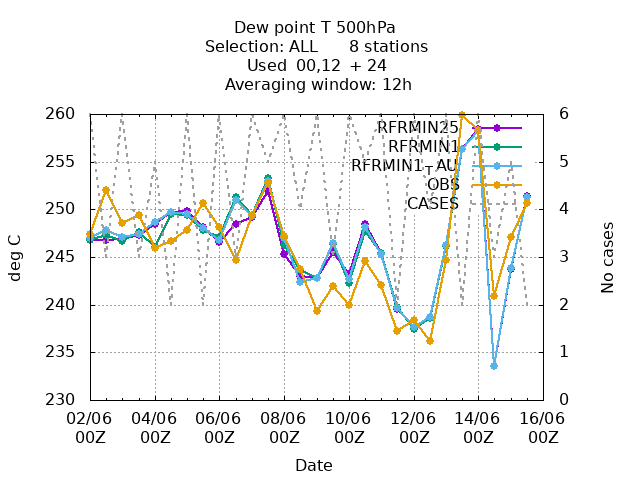 Dew point T 500hPa
Selection: ALL 8 stations
Used 00,12 + 24
Averaging window: 12h
260 6
RFRMIN25
RFRMIN1
255 5
RFRMIN1_TAU
OBS
CASES
250 4
245 3
240 2
235 1
230 0
deg C
No cases
02/06 04/06 06/06 08/06 10/06 12/06 14/06 16/06
00Z 00Z 00Z 00Z 00Z 00Z 00Z 00Z
Date